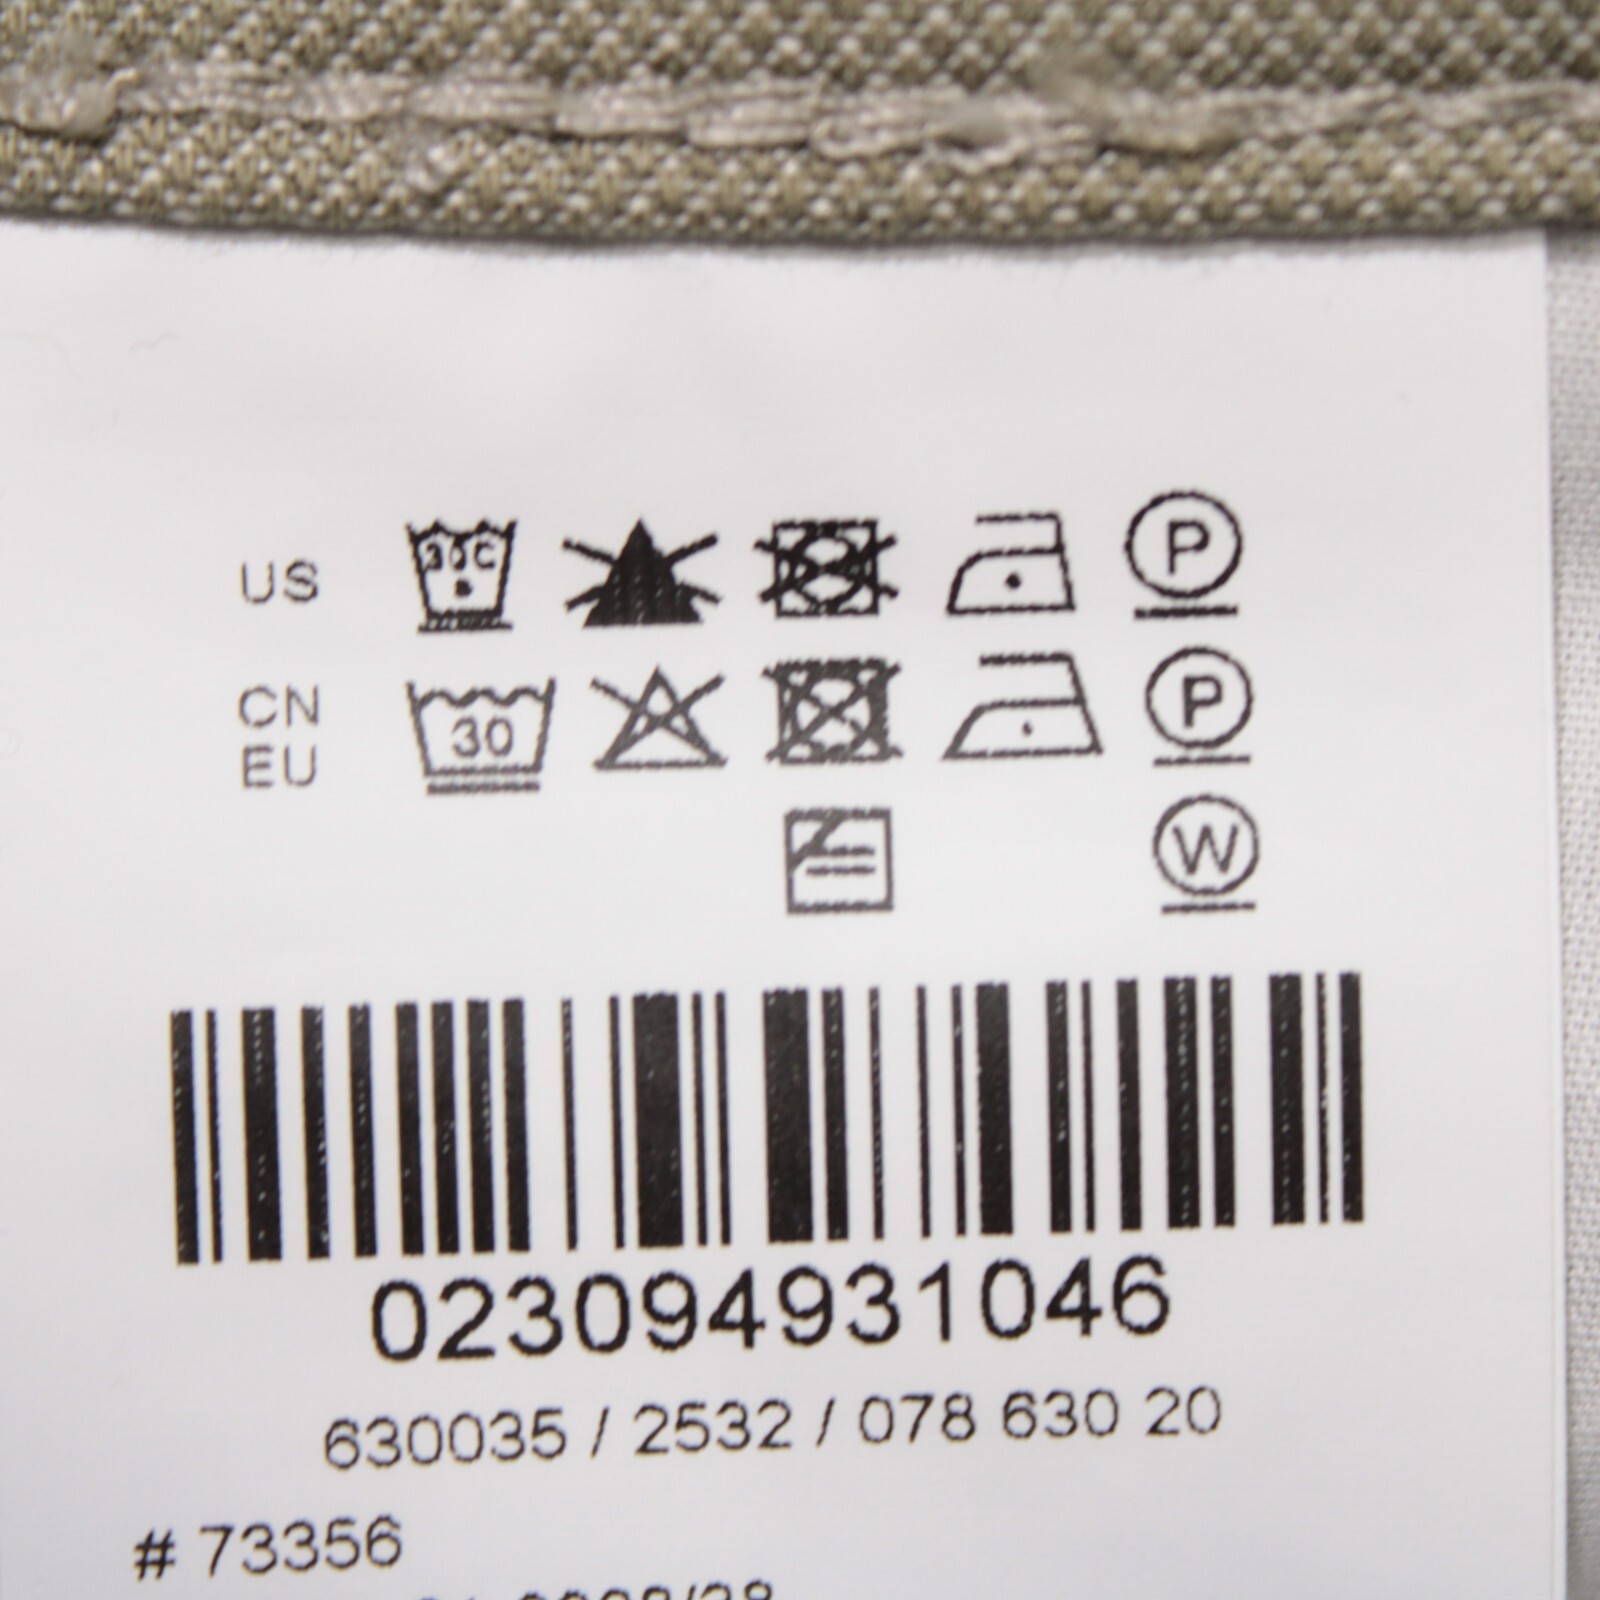 US 30C P
CN 30 P
EU
W
023094931046
630035 / 2532 / 078 630 20
# 73356